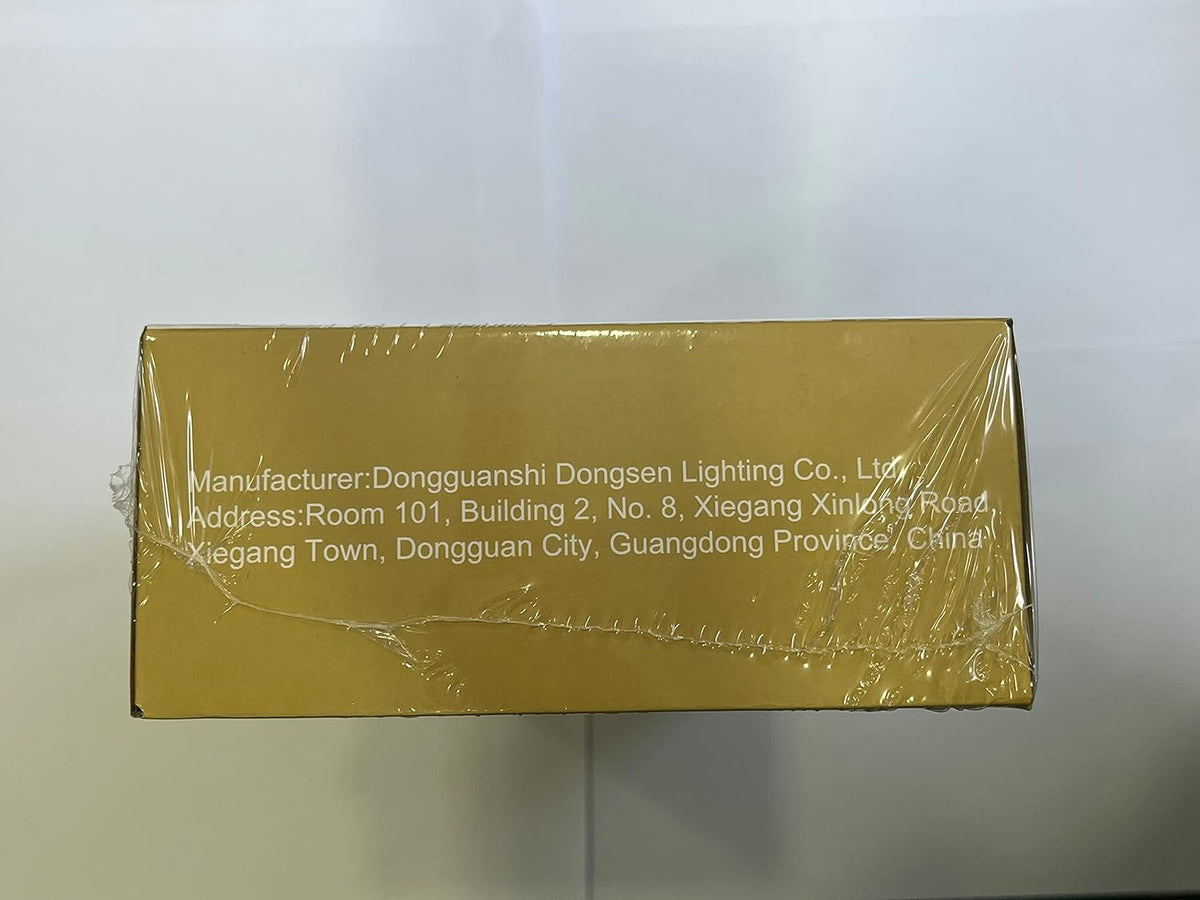 Manufacturer:Dongguanshi Dongsen Lighting Co., Ltd.
Address:Room 101, Building 2, No. 8, Xiegang Xinlong Road,
Xiegang Town, Dongguan City, Guangdong Province, China